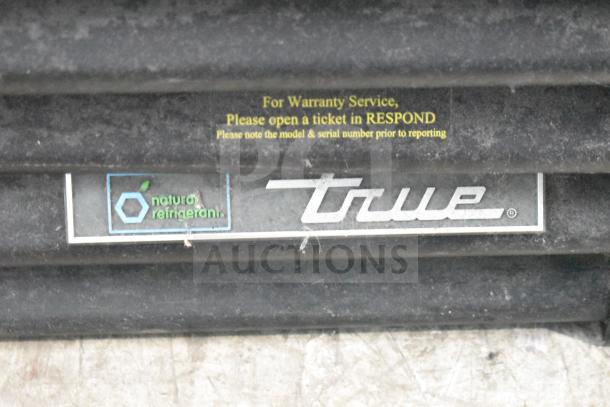 For Warranty Service,
Please open a ticket in RESPOND
Please note the model & serial number prior to reporting
natural
refrigerant.
true®
AUCTIONS